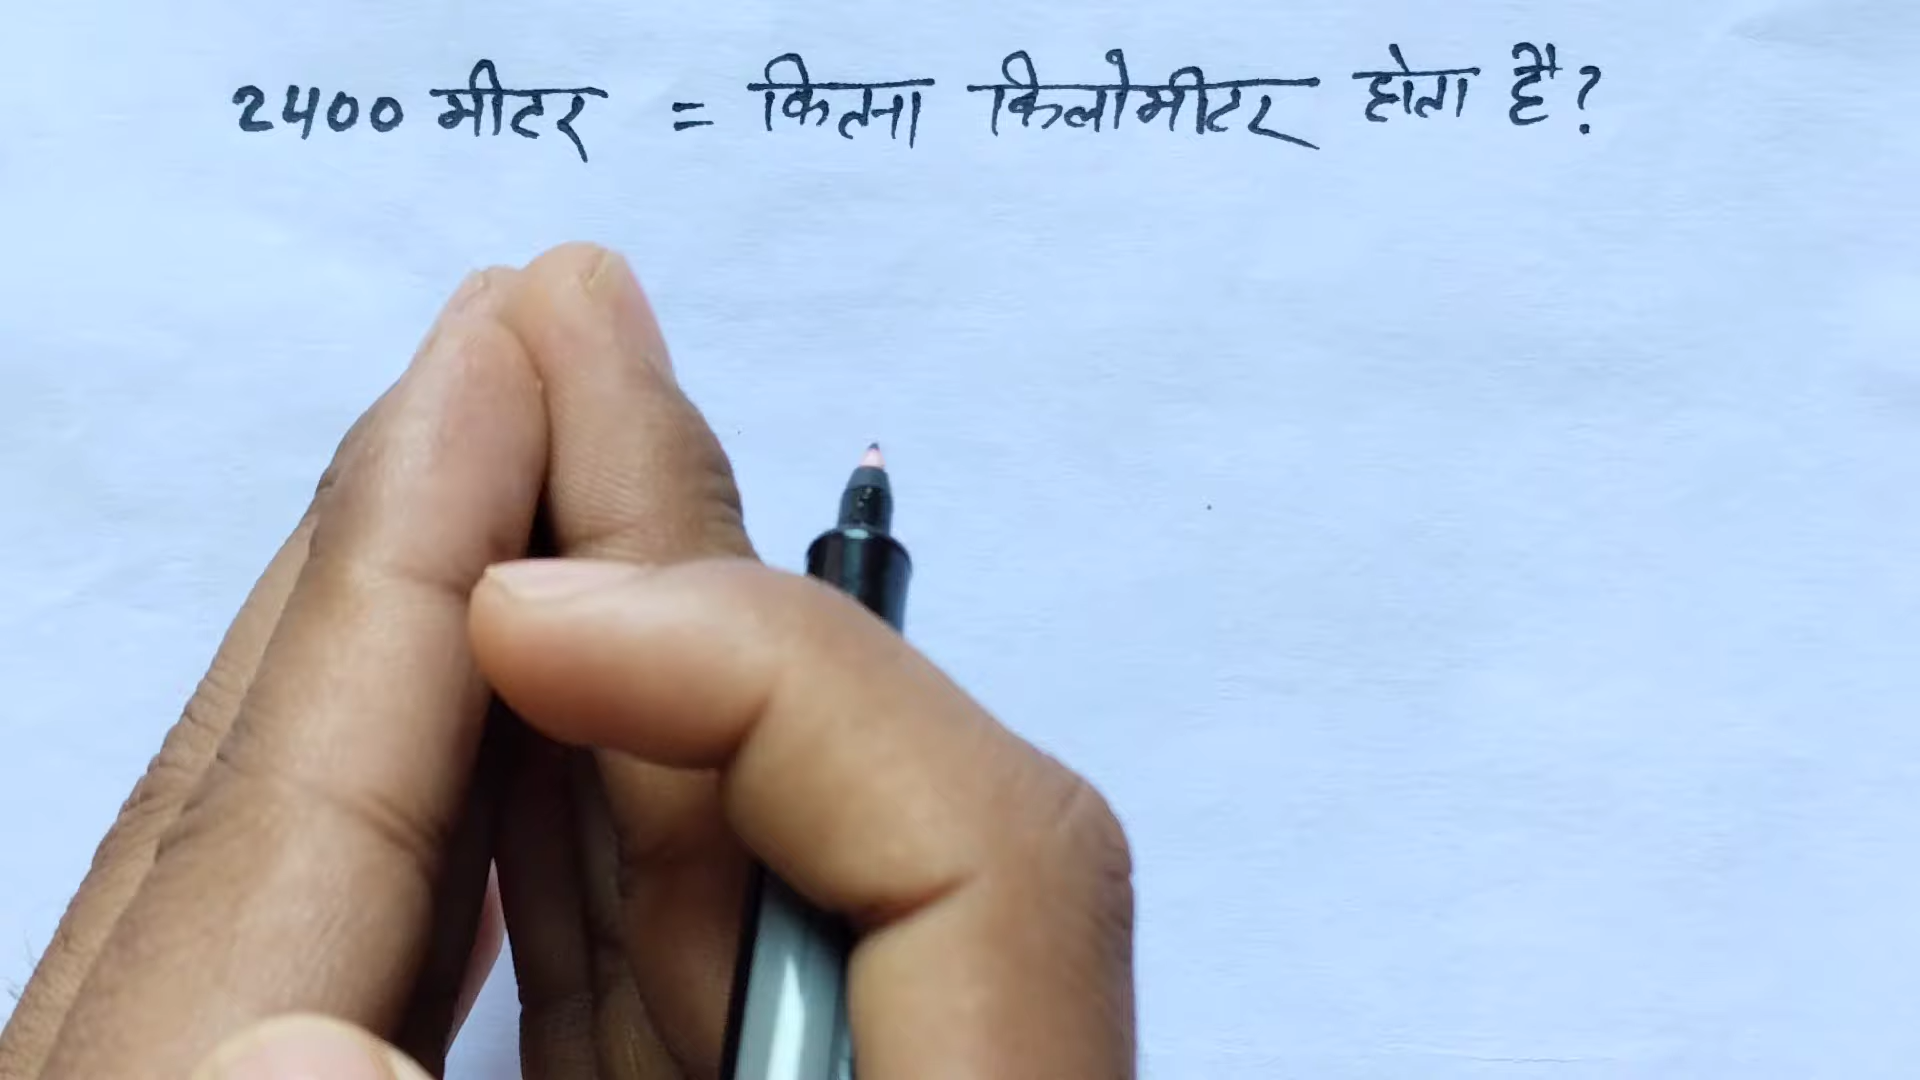 2400 मीटर = कितना किलोमीटर होता है?